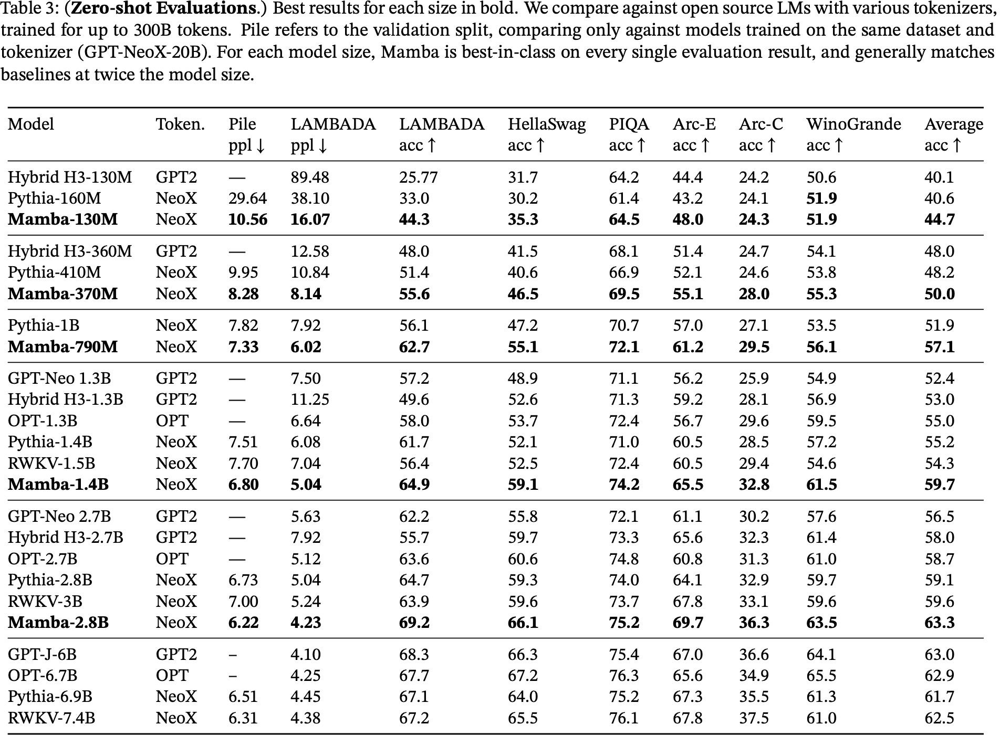 Table 3: (Zero-shot Evaluations.) Best results for each size in bold. We compare against open source LMs with various tokenizers,
trained for up to 300B tokens. Pile refers to the validation split, comparing only against models trained on the same dataset and
tokenizer (GPT-NeoX-20B). For each model size, Mamba is best-in-class on every single evaluation result, and generally matches
baselines at twice the model size.
Model Token. Pile LAMBADA LAMBADA HellaSwag PIQA Arc-E Arc-C WinoGrande Average
ppl ↓ ppl ↓ acc ↑ acc ↑ acc ↑ acc ↑ acc ↑ acc ↑ acc ↑
Hybrid H3-130M GPT2 — 89.48 25.77 31.7 64.2 44.4 24.2 50.6 40.1
Pythia-160M NeoX 29.64 38.10 33.0 30.2 61.4 43.2 24.1 51.9 40.6
Mamba-130M NeoX 10.56 16.07 44.3 35.3 64.5 48.0 24.3 51.9 44.7
Hybrid H3-360M GPT2 — 12.58 48.0 41.5 68.1 51.4 24.7 54.1 48.0
Pythia-410M NeoX 9.95 10.84 51.4 40.6 66.9 52.1 24.6 53.8 48.2
Mamba-370M NeoX 8.28 8.14 55.6 46.5 69.5 55.1 28.0 55.3 50.0
Pythia-1B NeoX 7.82 7.92 56.1 47.2 70.7 57.0 27.1 53.5 51.9
Mamba-790M NeoX 7.33 6.02 62.7 55.1 72.1 61.2 29.5 56.1 57.1
GPT-Neo 1.3B GPT2 — 7.50 57.2 48.9 71.1 56.2 25.9 54.9 52.4
Hybrid H3-1.3B GPT2 — 11.25 49.6 52.6 71.3 59.2 28.1 56.9 53.0
OPT-1.3B OPT — 6.64 58.0 53.7 72.4 56.7 29.6 59.5 55.0
Pythia-1.4B NeoX 7.51 6.08 61.7 52.1 71.0 60.5 28.5 57.2 55.2
RWKV-1.5B NeoX 7.70 7.04 56.4 52.5 72.4 60.5 29.4 54.6 54.3
Mamba-1.4B NeoX 6.80 5.04 64.9 59.1 74.2 65.5 32.8 61.5 59.7
GPT-Neo 2.7B GPT2 — 5.63 62.2 55.8 72.1 61.1 30.2 57.6 56.5
Hybrid H3-2.7B GPT2 — 7.92 55.7 59.7 73.3 65.6 32.3 61.4 58.0
OPT-2.7B OPT — 5.12 63.6 60.6 74.8 60.8 31.3 61.0 58.7
Pythia-2.8B NeoX 6.73 5.04 64.7 59.3 74.0 64.1 32.9 59.7 59.1
RWKV-3B NeoX 7.00 5.24 63.9 59.6 73.7 67.8 33.1 59.6 59.6
Mamba-2.8B NeoX 6.22 4.23 69.2 66.1 75.2 69.7 36.3 63.5 63.3
GPT-J-6B GPT2 – 4.10 68.3 66.3 75.4 67.0 36.6 64.1 63.0
OPT-6.7B OPT – 4.25 67.7 67.2 76.3 65.6 34.9 65.5 62.9
Pythia-6.9B NeoX 6.51 4.45 67.1 64.0 75.2 67.3 35.5 61.3 61.7
RWKV-7.4B NeoX 6.31 4.38 67.2 65.5 76.1 67.8 37.5 61.0 62.5